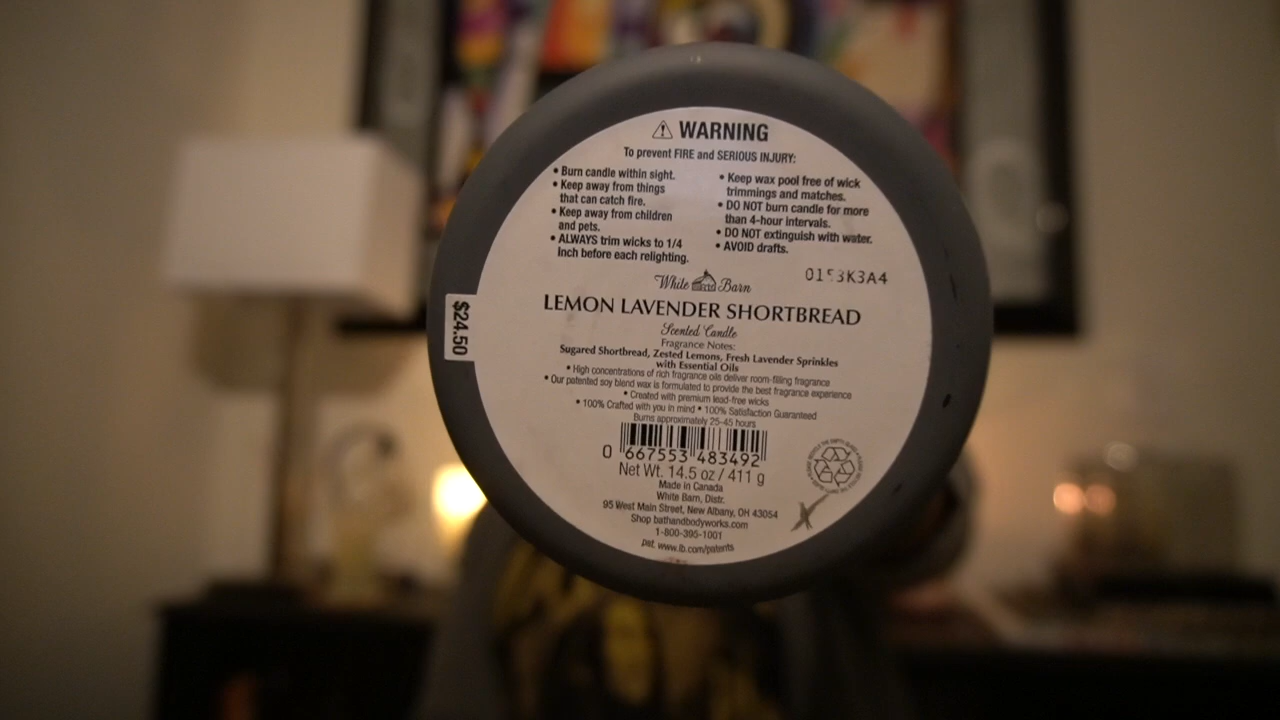 WARNING
To prevent FIRE and SERIOUS INJURY:
• Burn candle within sight.
• Keep away from things
that can catch fire.
• Keep away from children
and pets.
• ALWAYS trim wicks to 1/4
inch before each relighting.
• Keep wax pool free of wick
trimmings and matches.
• DO NOT burn candle for more
than 4-hour intervals.
• DO NOT extinguish with water.
• AVOID drafts.
White Barn
LEMON LAVENDER SHORTBREAD
Scented Candle
Fragrance Notes:
Sugared Shortbread, Zested Lemons, Fresh Lavender Sprinkles
with Essential Oils
• High concentrations of rich fragrance oils deliver room-filling fragrance
• Our patented soy blend wax is formulated to provide the best fragrance experience
• Created with premium lead-free wicks
• 100% Crafted with you in mind • 100% Satisfaction Guaranteed
Burns approximately 25-45 hours
0 667553 483492
Net Wt. 14.5 oz / 411 g
Made in Canada
White Barn, Distr.
95 West Main Street, New Albany, OH 43054
Shop bathandbodyworks.com
1-800-395-1001
pat. www.lb.com/patents
$24.50